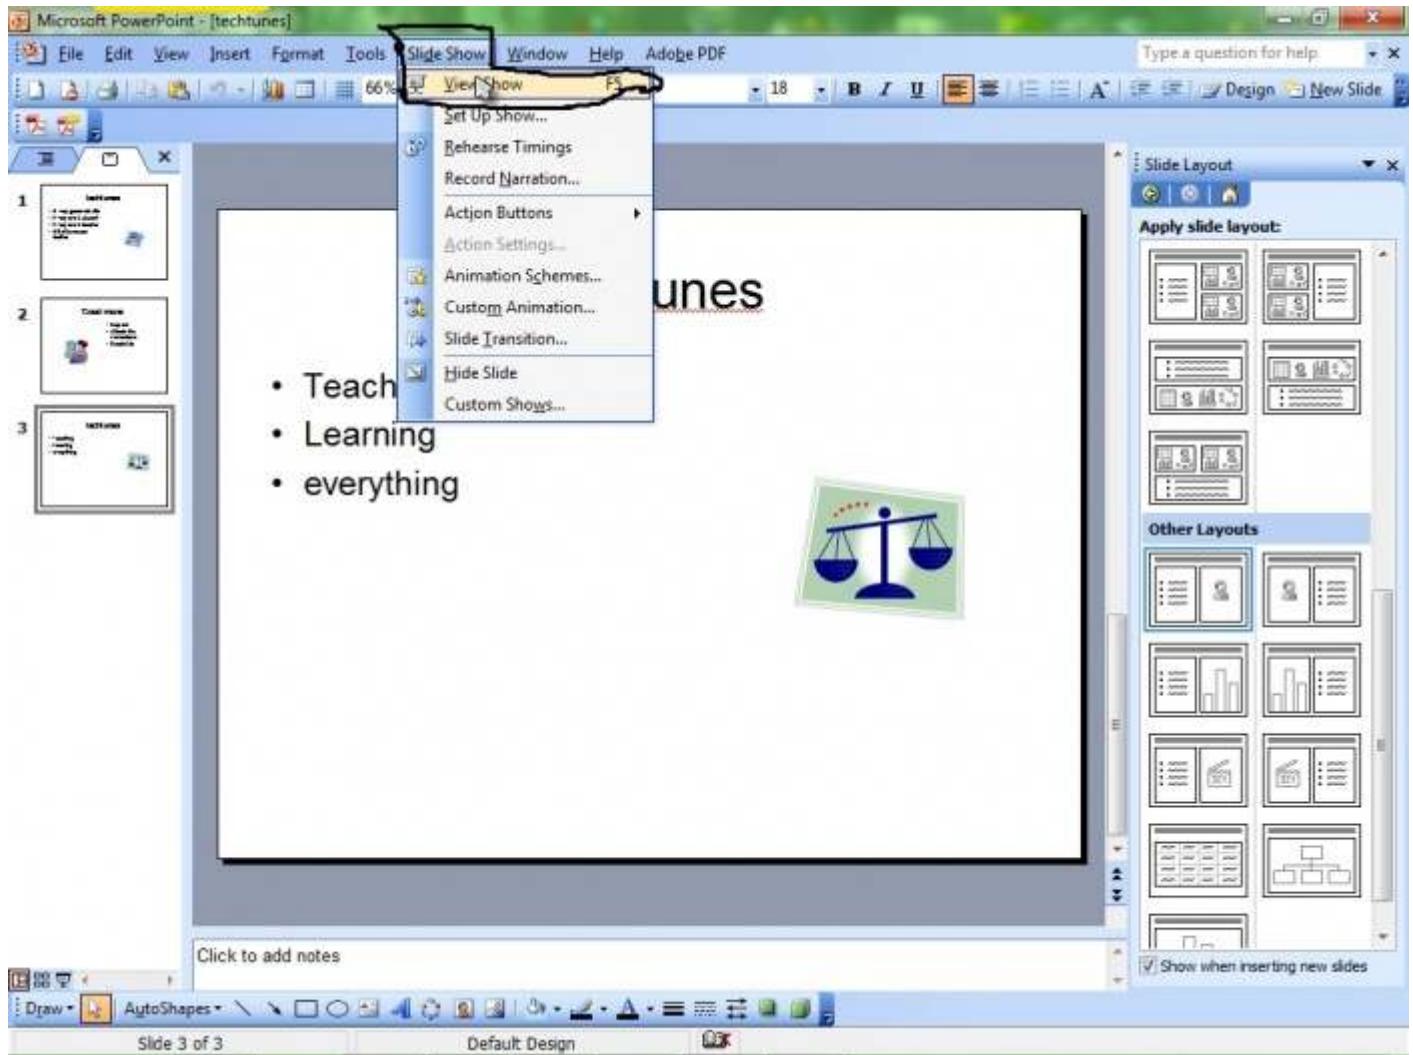 Microsoft PowerPoint - [techtunes]
File Edit View Insert Format Tools Slide Show Window Help Adobe PDF
Type a question for help
66%
18 B I U A Design New Slide
View Show F5
Set Up Show...
Rehearse Timings
Record Narration...
Action Buttons
Action Settings...
Animation Schemes...
Custom Animation...
Slide Transition...
Hide Slide
Custom Shows...
1
2
3
unes
• Teach
• Learning
• everything
Slide Layout
Apply slide layout:
Other Layouts
Show when inserting new slides
Click to add notes
Draw AutoShapes
Slide 3 of 3
Default Design